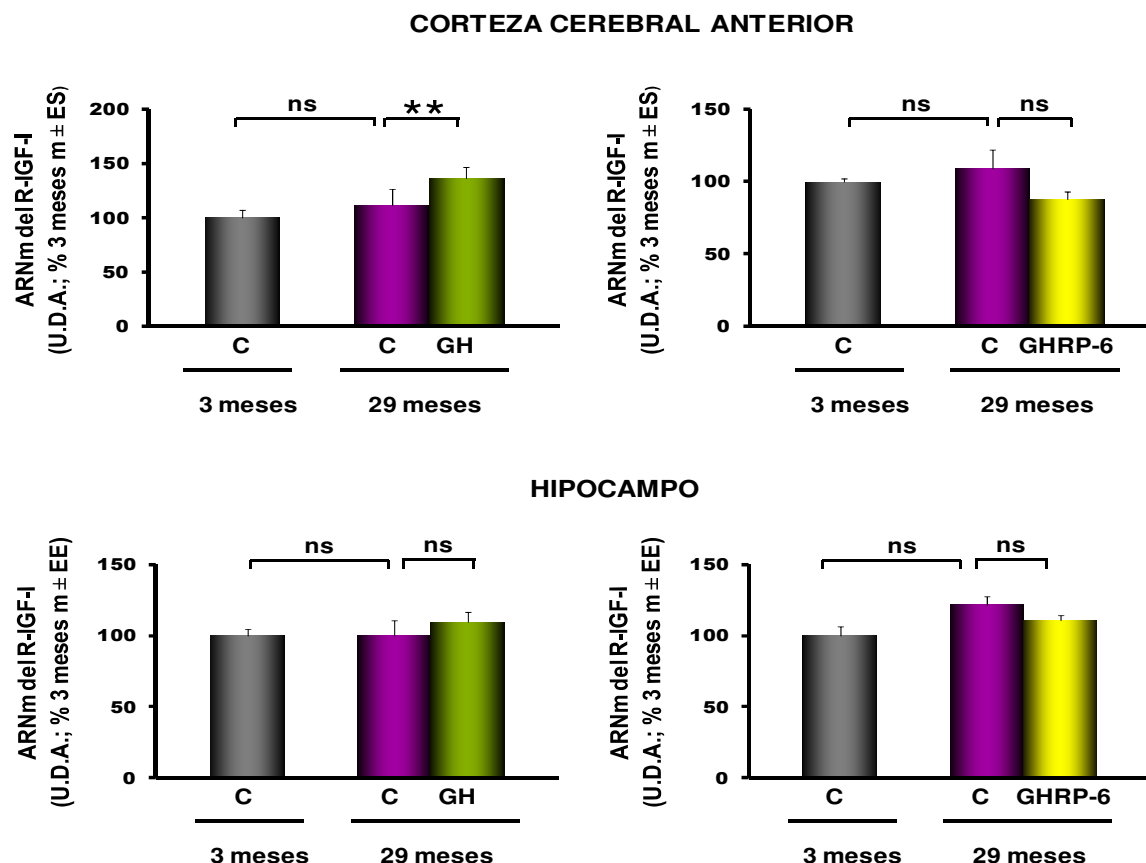 CORTEZA CEREBRAL ANTERIOR
ARNm del R-IGF-I
(U.D.A.; % 3 meses m ± ES)
200
150
100
50
0
ns
**
C
C GH
3 meses
29 meses
ARNm del R-IGF-I
(U.D.A.; % 3 meses m ± ES)
150
100
50
0
ns
ns
C
C GHRP-6
3 meses
29 meses
HIPOCAMPO
ARNm del R-IGF-I
(U.D.A.; % 3 meses m ± EE)
150
100
50
0
ns
ns
C
C GH
3 meses
29 meses
ARNm del R-IGF-I
(U.D.A.; % 3 meses m ± EE)
150
100
50
0
ns
ns
C
C GHRP-6
3 meses
29 meses